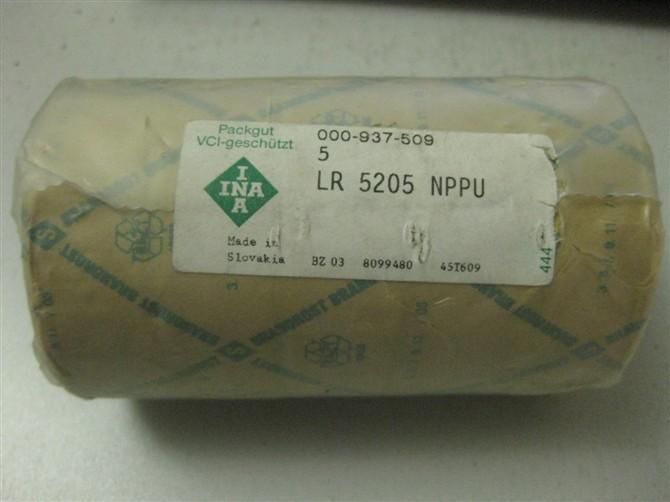 Packgut
VCI-geschützt
000-937-509
5
I
INA
A
LR 5205 NPPU
Made in
Slovakia
BZ 03 8099480 45T609
444
BRANOROST BRANOROST